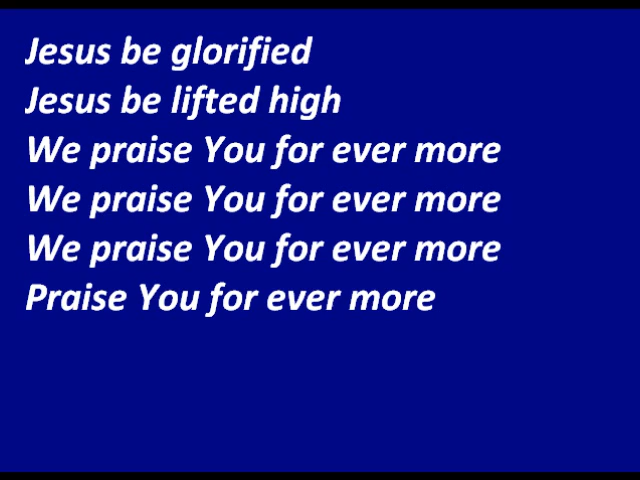 Jesus be glorified
Jesus be lifted high
We praise You for ever more
We praise You for ever more
We praise You for ever more
Praise You for ever more